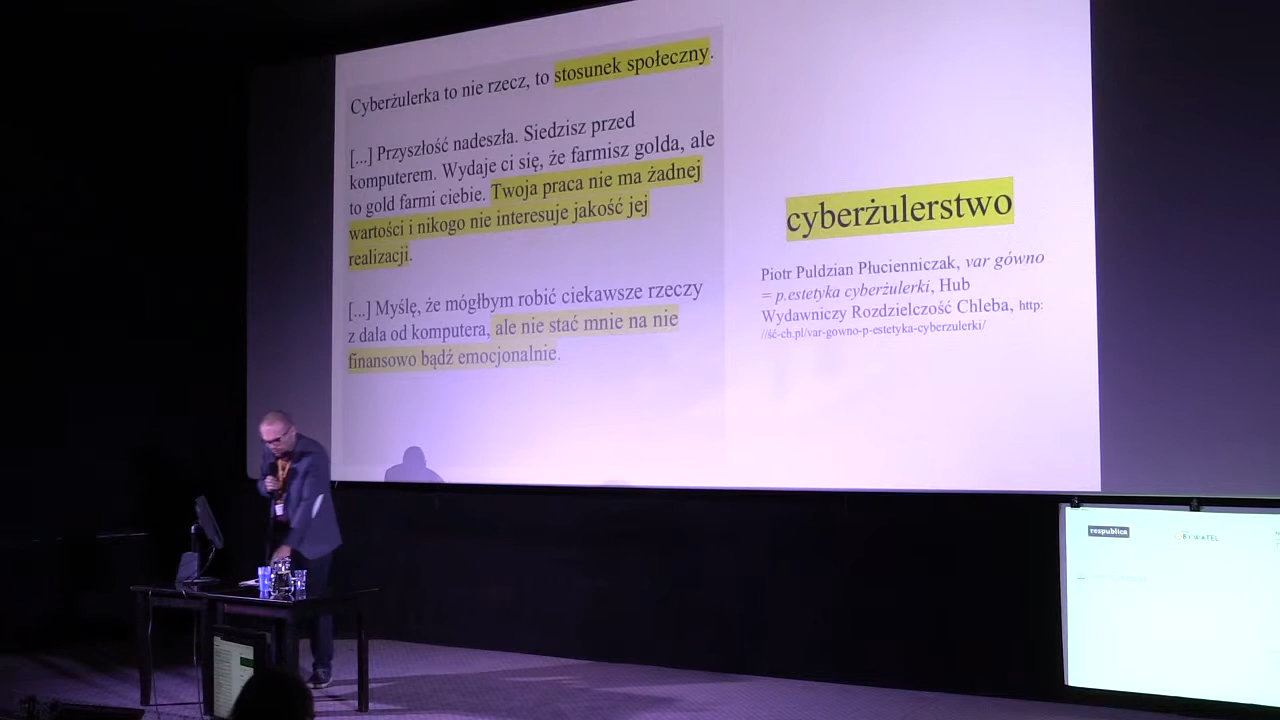 Cyberżulerka to nie rzecz, to stosunek społeczny.
[...] Przyszłość nadeszła. Siedzisz przed
komputerem. Wydaje ci się, że farmisz golda, ale
to gold farmi ciebie. Twoja praca nie ma żadnej
wartości i nikogo nie interesuje jakość jej
realizacji.
[...] Myślę, że mógłbym robić ciekawsze rzeczy
z dala od komputera, ale nie stać mnie na nie
finansowo bądź emocjonalnie.
cyberżulerstwo
Piotr Puldzian Płucienniczak, var gówno
= p.estetyka cyberżulerki, Hub
Wydawniczy Rozdzielczość Chleba, http:
//ść-ch.pl/var-gowno-p-estetyka-cyberzulerki/
respublica